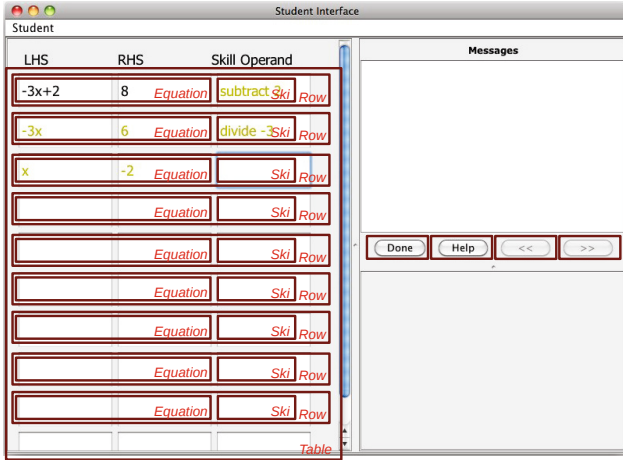 Student Interface
Student
LHS RHS Skill Operand
-3x+2 8 Equation subtract Ski Row
-3x 6 Equation divide -3 Ski Row
x -2 Equation Ski Row
Equation Ski Row
Equation Ski Row
Equation Ski Row
Equation Ski Row
Equation Ski Row
Equation Ski Row
Table
Messages
Done Help << >>